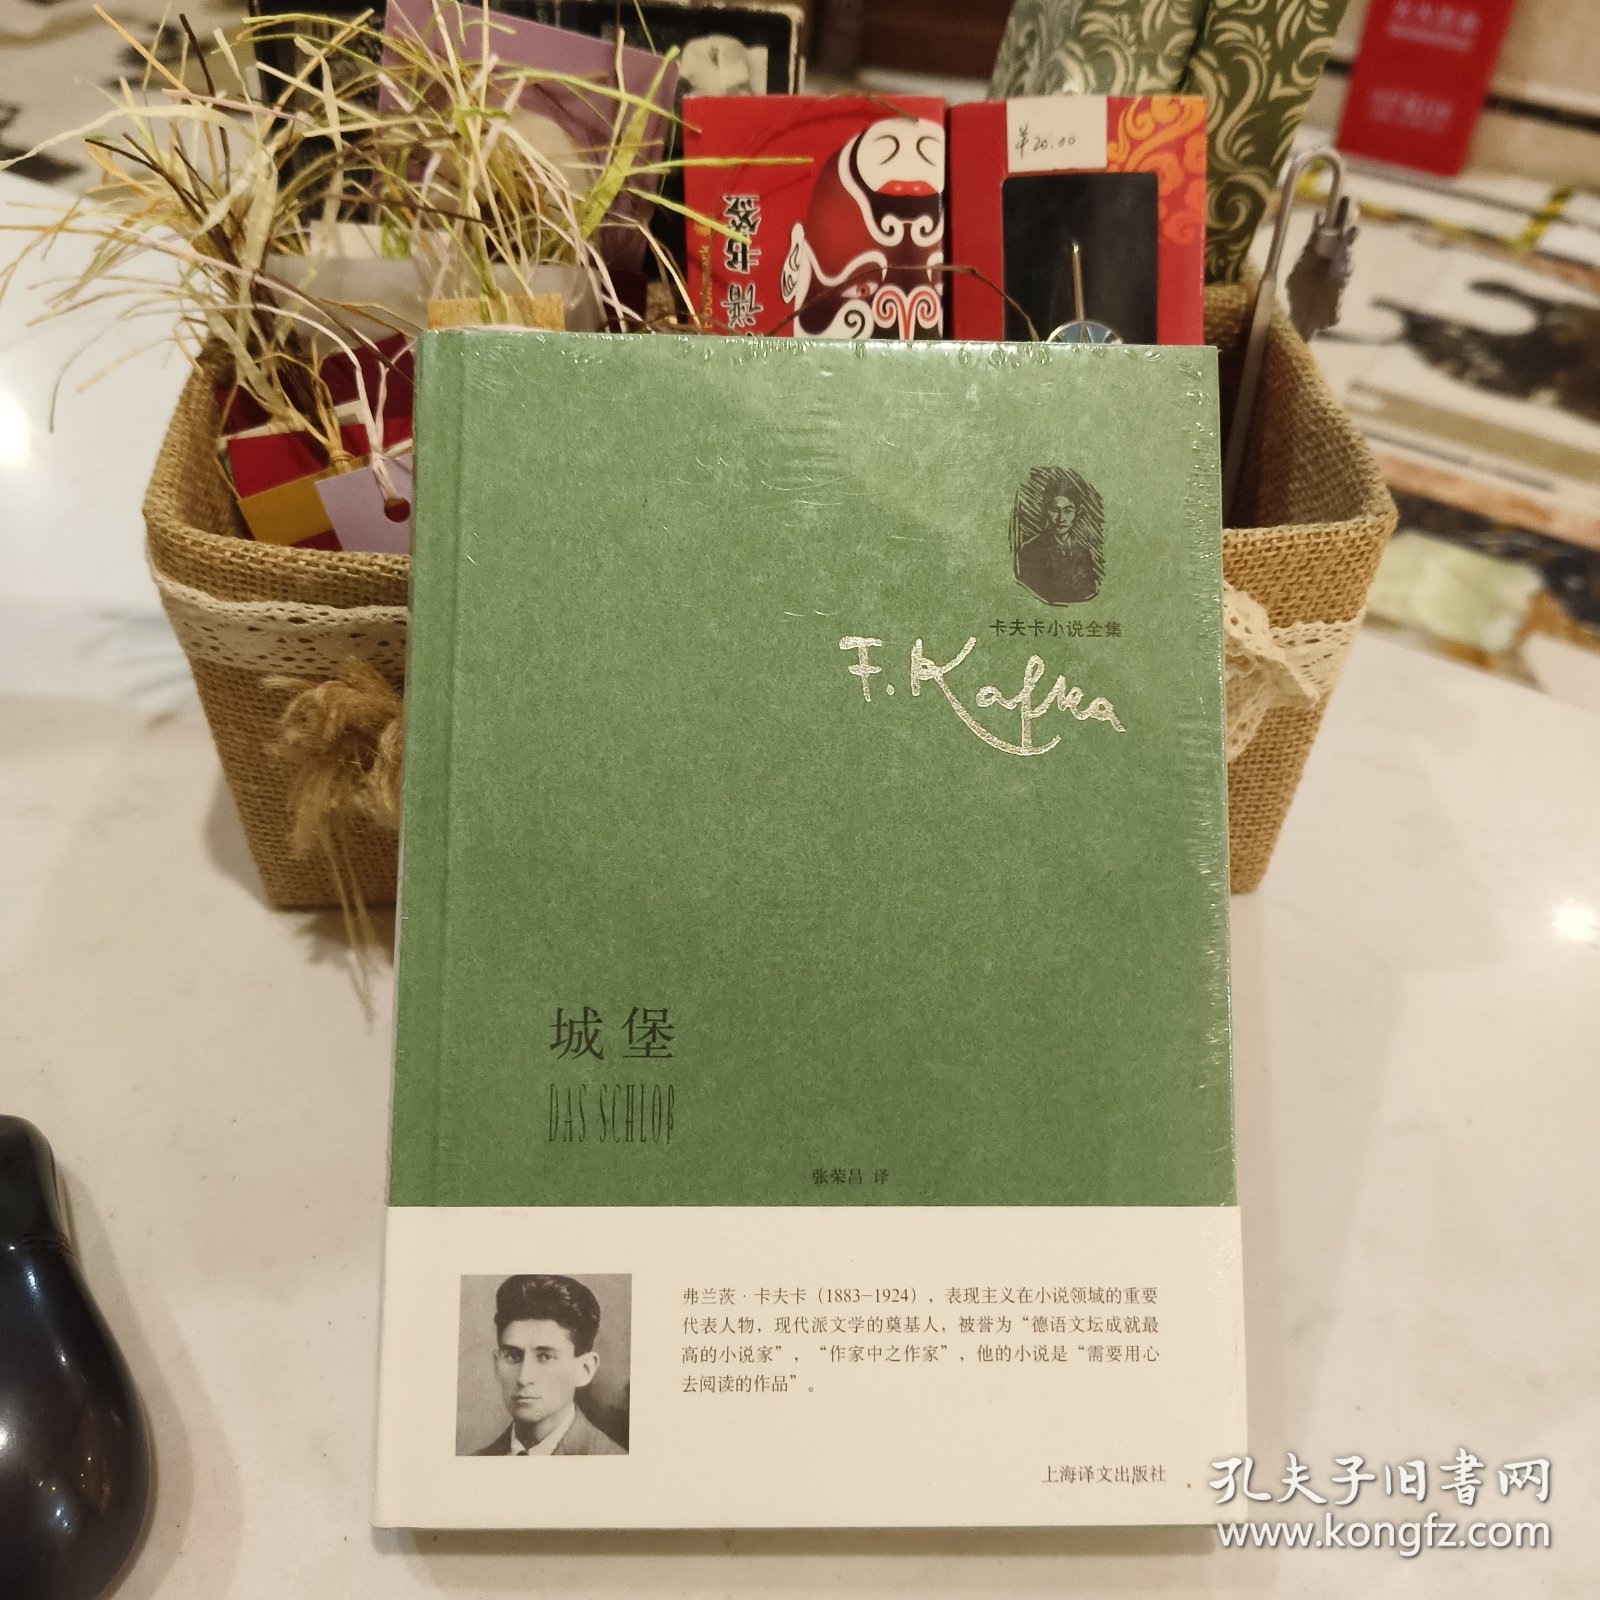 ￥20.00
书签
谱
卡夫卡小说全集
F. Kafka
城堡
DAS SCHLOß
张荣昌 译
弗兰茨·卡夫卡（1883—1924），表现主义在小说领域的重要
代表人物，现代派文学的奠基人，被誉为“德语文坛成就最
高的小说家”，“作家中之作家”，他的小说是“需要用心
去阅读的作品”。
上海译文出版社
孔夫子旧书网
www.kongfz.com